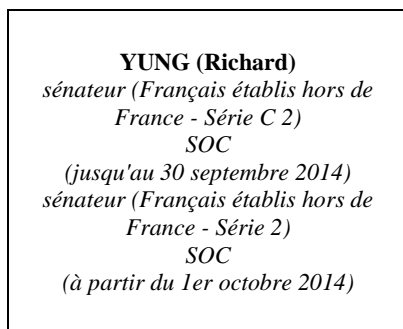 YUNG (Richard)
sénateur (Français établis hors de
France - Série C 2)
SOC
(jusqu'au 30 septembre 2014)
sénateur (Français établis hors de
France - Série 2)
SOC
(à partir du 1er octobre 2014)